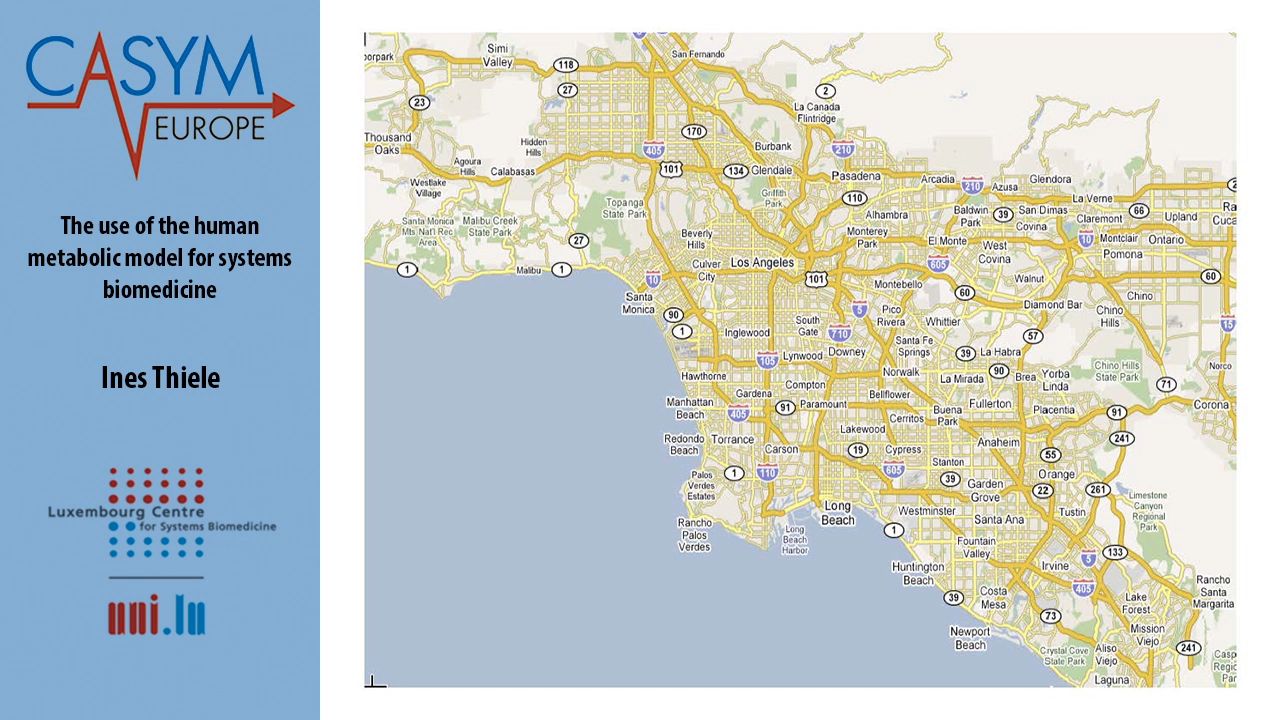 CASYM
EUROPE
The use of the human
metabolic model for systems
biomedicine
Ines Thiele
Luxembourg Centre
for Systems Biomedicine
uni.lu
oorpark
Simi
Valley
118
San Fernando
27
2
23
La Canada
Flintridge
Thousand
Oaks
Hidden
Hills
170
405
Burbank
210
Agoura
Hills
Calabasas
101
134
Glendale
Pasadena
Arcadia
210
Azusa
Glendora
2
Westlake
Village
Griffith
Park
110
La Verne
Topanga
State Park
Alhambra
Baldwin
Park
39
San Dimas
Covina
66
Claremont
Upland
Ra
Cuca
Santa Monica
Mts Nat'l Rec
Area
Malibu Creek
State Park
27
Beverly
Hills
Monterey
Park
El Monte
West
Covina
10
Montclair
Ontario
Pomona
1
Malibu
1
10
Culver
City
Los Angeles
101
605
Walnut
60
Santa
Monica
Montebello
60
Diamond Bar
Chino
90
1
5
Pico
Rivera
Whittier
Chino
Hills
15
Inglewood
South
Gate
710
Santa Fe
Springs
57
105
Lynwood
Downey
39
La Habra
Hawthorne
Norwalk
La Mirada
90
Brea
Yorba
Linda
Chino Hills
State Park
Norco
Compton
71
Gardena
Bellflower
Manhattan
Beach
405
91
Paramount
Cerritos
Buena
Park
Fullerton
Placentia
91
Corona
Redondo
Beach
Torrance
Carson
Lakewood
19
Cypress
Anaheim
241
55
Palos
Verdes
Estates
1
110
605
Stanton
39
Orange
Garden
Grove
22
261
Limestone
Canyon
Regional
Park
Rancho
Palos
Verdes
Long
Beach
Long
Beach
Harbor
Westminster
Santa Ana
Tustin
1
Fountain
Valley
133
5
Irvine
Huntington
Beach
405
Rancho
Santa
Margarita
39
Costa
Mesa
Lake
Forest
73
Mission
Viejo
Newport
Beach
Crystal Cove
State Park
Aliso
Viejo
241
Laguna
Casp
Regic
Par